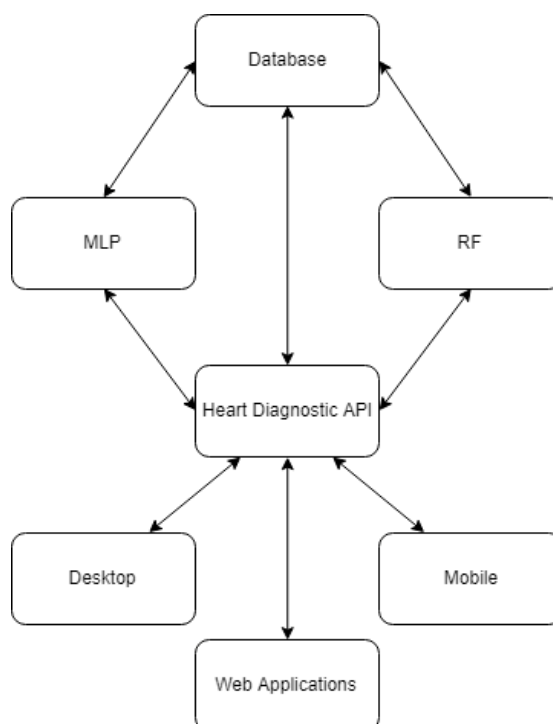 Database
MLP
RF
Heart Diagnostic API
Desktop
Mobile
Web Applications